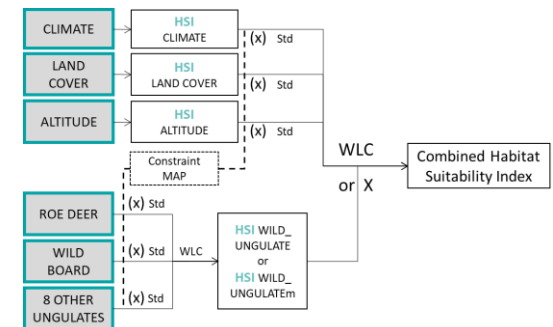 CLIMATE
HSI
CLIMATE
(x) Std
LAND
COVER
HSI
LAND COVER
(x) Std
ALTITUDE
HSI
ALTITUDE
(x) Std
Constraint
MAP
WLC
or X
Combined Habitat
Suitability Index
ROE DEER
(x) Std
WILD
BOARD
(x) Std
WLC
8 OTHER
UNGULATES
(x) Std
HSI WILD_
UNGULATE
or
HSI WILD_
UNGULATEm